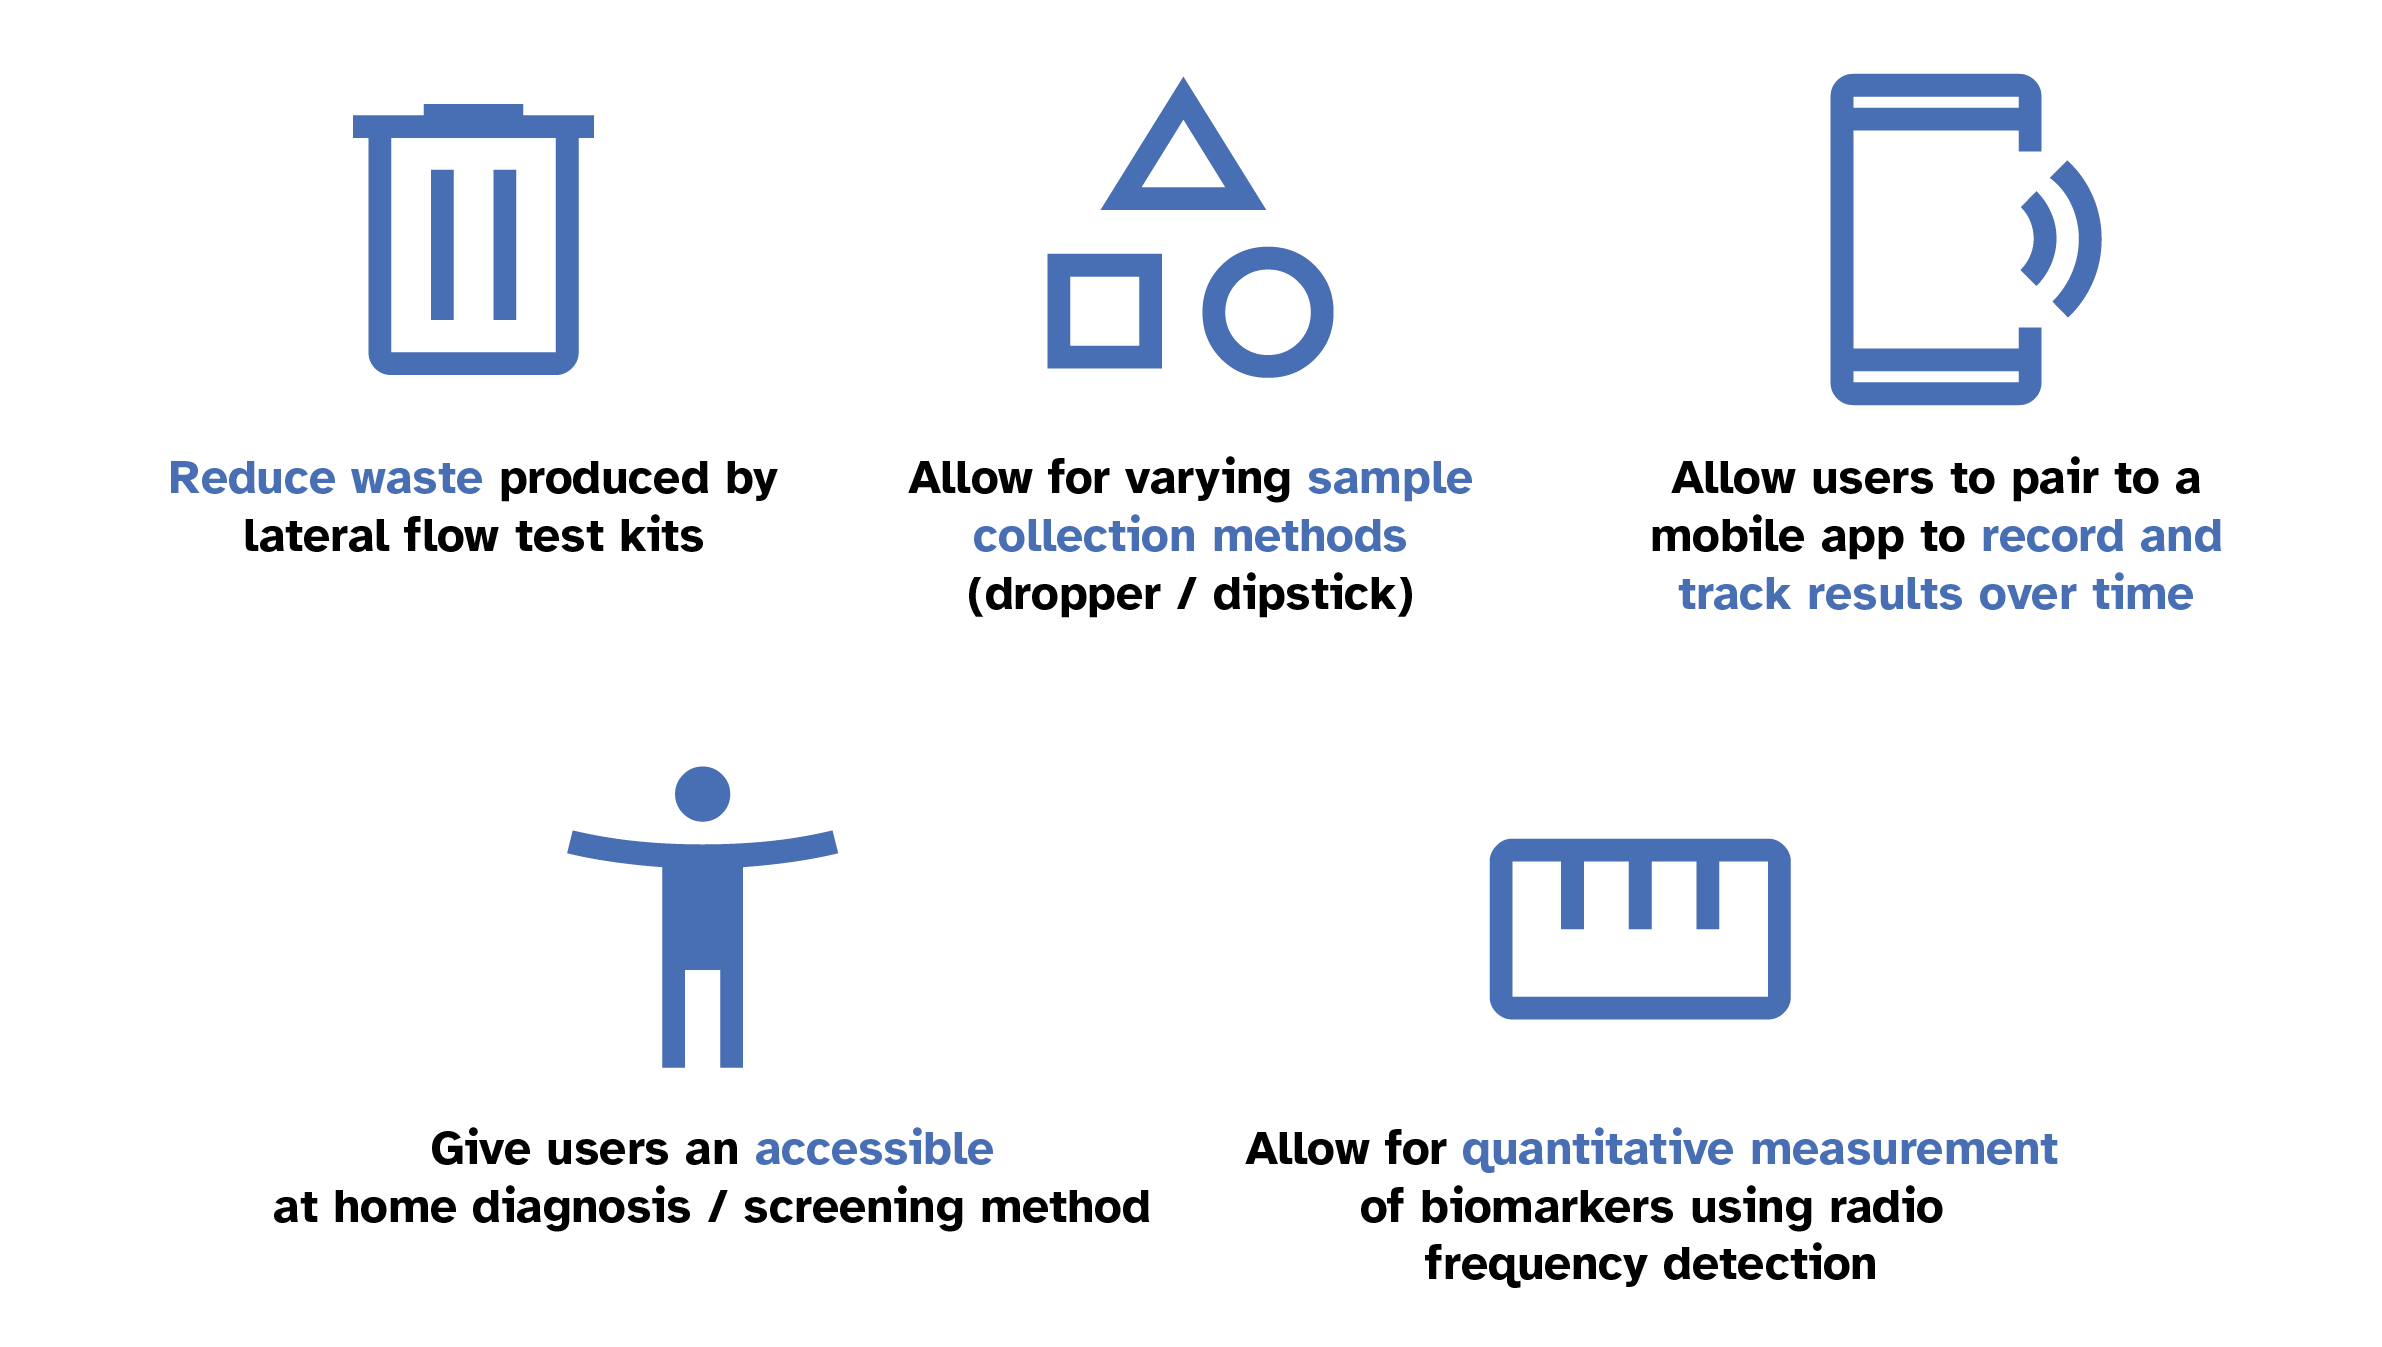 Reduce waste produced by
lateral flow test kits
Allow for varying sample
collection methods
(dropper / dipstick)
Allow users to pair to a
mobile app to record and
track results over time
Give users an accessible
at home diagnosis / screening method
Allow for quantitative measurement
of biomarkers using radio
frequency detection